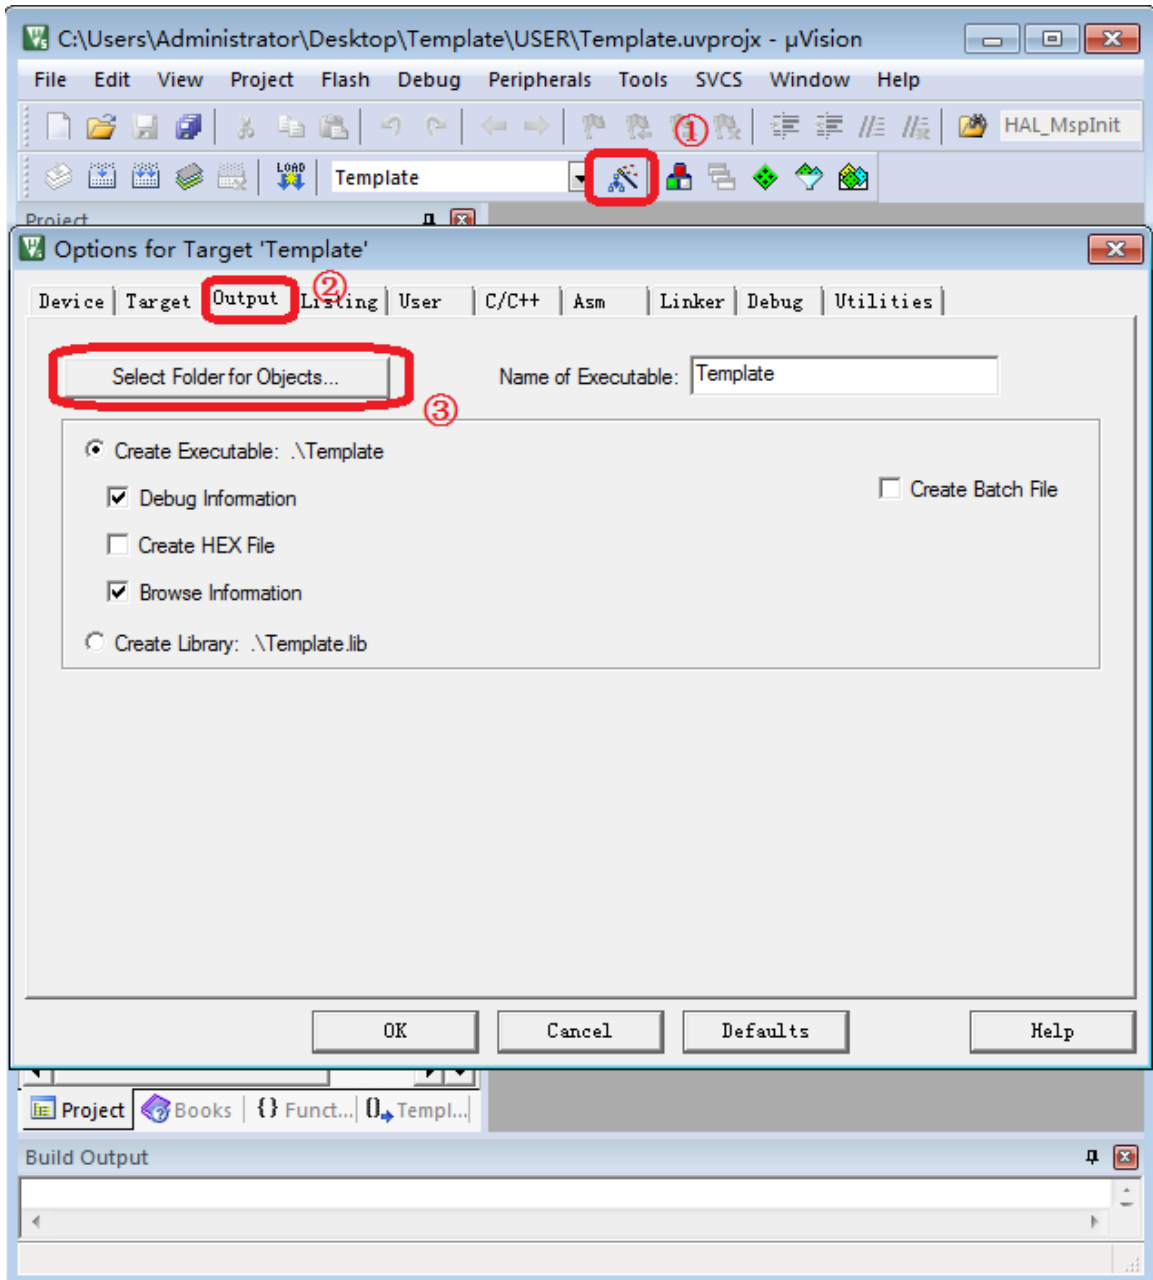 C:\Users\Administrator\Desktop\Template\USER\Template.uvprojx - µVision
File Edit View Project Flash Debug Peripherals Tools SVCS Window Help
① HAL_MspInit
LOAD Template
Project
Options for Target 'Template'
②
Device Target Output Listing User C/C++ Asm Linker Debug Utilities
Select Folder for Objects... Name of Executable: Template
③
Create Executable: .\Template
Debug Information Create Batch File
Create HEX File
Browse Information
Create Library: .\Template.lib
OK Cancel Defaults Help
Project Books {} Funct... 0 Templ...
Build Output